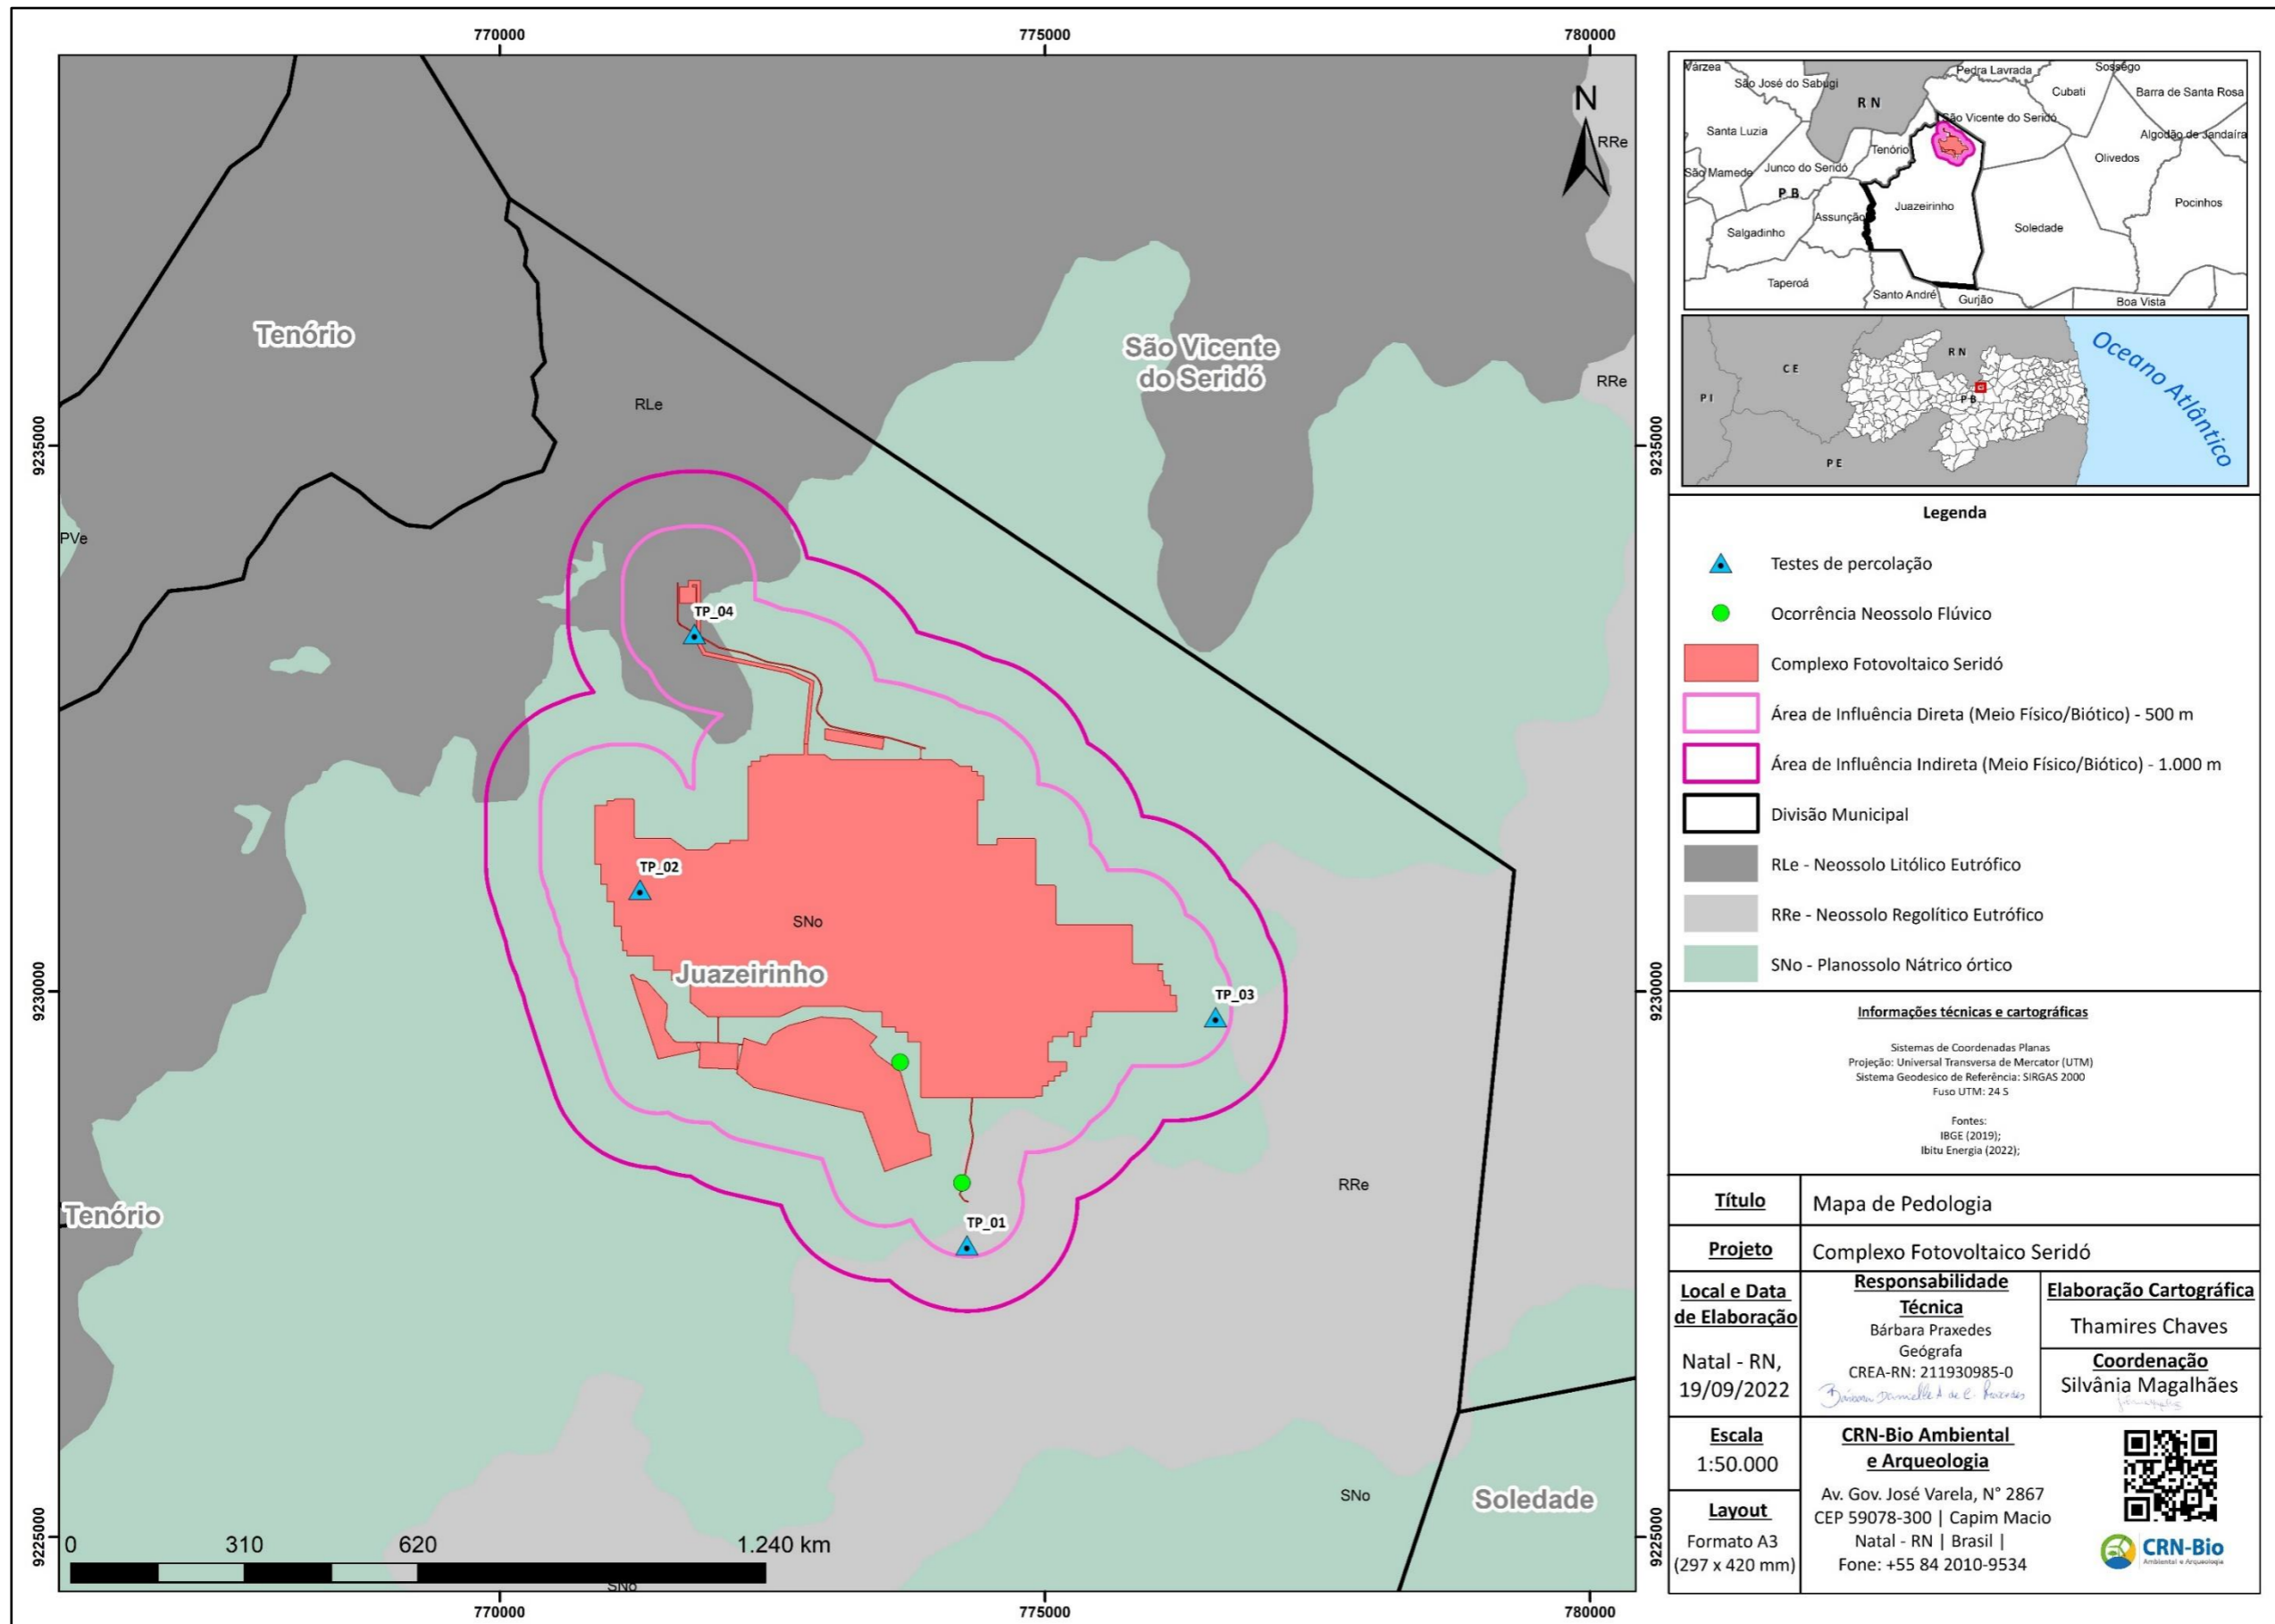 770000
775000
780000
N
RRe
RRe
Tenório
São Vicente
do Seridó
RLe
9235000
9235000
PVe
TP_04
TP_02
SNo
Juazeirinho
9230000
9230000
TP_03
Tenório
RRe
TP_01
SNo
Soledade
9225000
9225000
0
310
620
1.240 km
SNo
770000
775000
780000
Várzea
São José do Sabugi
R N
Pedra Lavrada
Sossêgo
Cubati
Barra de Santa Rosa
Santa Luzia
São Vicente do Seridó
Algodão de Jandaíra
Tenório
Olivedos
São Mamede
Junco do Seridó
P B
Juazeirinho
Pocinhos
Assunção
Salgadinho
Soledade
Taperoá
Santo André
Gurjão
Boa Vista
R N
C E
P I
P B
P E
Oceano Atlântico
Legenda
Testes de percolação
Ocorrência Neossolo Flúvico
Complexo Fotovoltaico Seridó
Área de Influência Direta (Meio Físico/Biótico) - 500 m
Área de Influência Indireta (Meio Físico/Biótico) - 1.000 m
Divisão Municipal
RLe - Neossolo Litólico Eutrófico
RRe - Neossolo Regolítico Eutrófico
SNo - Planossolo Nátrico órtico
Informações técnicas e cartográficas
Sistemas de Coordenadas Planas
Projeção: Universal Transversa de Mercator (UTM)
Sistema Geodesico de Referência: SIRGAS 2000
Fuso UTM: 24 S
Fontes:
IBGE (2019);
Ibitu Energia (2022);
Título
Mapa de Pedologia
Projeto
Complexo Fotovoltaico Seridó
Local e Data
de Elaboração
Natal - RN,
19/09/2022
Responsabilidade
Técnica
Bárbara Praxedes
Geógrafa
CREA-RN: 211930985-0
Elaboração Cartográfica
Thamires Chaves
Coordenação
Silvânia Magalhães
Escala
1:50.000
Layout
Formato A3
(297 x 420 mm)
CRN-Bio Ambiental
e Arqueologia
Av. Gov. José Varela, N° 2867
CEP 59078-300 | Capim Macio
Natal - RN | Brasil |
Fone: +55 84 2010-9534
CRN-Bio
Ambiental e Arqueologia